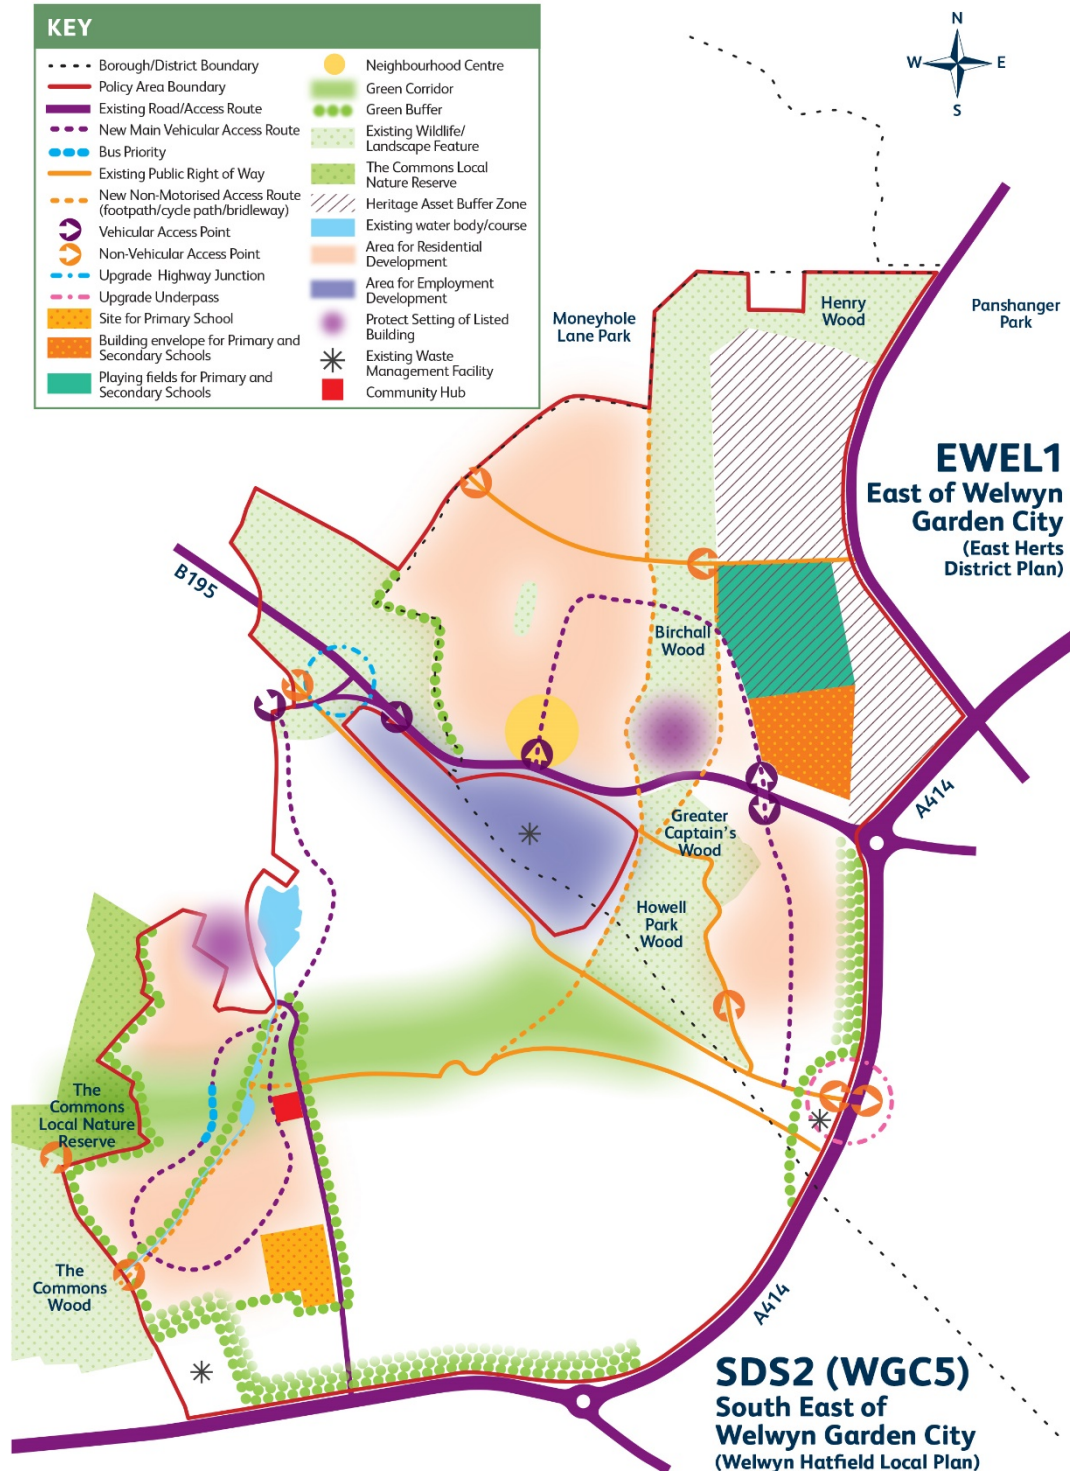 KEY
Borough/District Boundary
Policy Area Boundary
Existing Road/Access Route
New Main Vehicular Access Route
Bus Priority
Existing Public Right of Way
New Non-Motorised Access Route
(footpath/cycle path/bridleway)
Vehicular Access Point
Non-Vehicular Access Point
Upgrade Highway Junction
Upgrade Underpass
Site for Primary School
Building envelope for Primary and
Secondary Schools
Playing fields for Primary and
Secondary Schools
Neighbourhood Centre
Green Corridor
Green Buffer
Existing Wildlife/
Landscape Feature
The Commons Local
Nature Reserve
Heritage Asset Buffer Zone
Existing water body/course
Area for Residential
Development
Area for Employment
Development
Protect Setting of Listed
Building
Existing Waste
Management Facility
Community Hub
N
W E
S
Moneyhole
Lane Park
Henry
Wood
Panshanger
Park
EWEL1
East of Welwyn
Garden City
(East Herts
District Plan)
B195
Birchall
Wood
A414
Greater
Captain's
Wood
Howell
Park
Wood
The
Commons
Local Nature
Reserve
The
Commons
Wood
A414
SDS2 (WGC5)
South East of
Welwyn Garden City
(Welwyn Hatfield Local Plan)